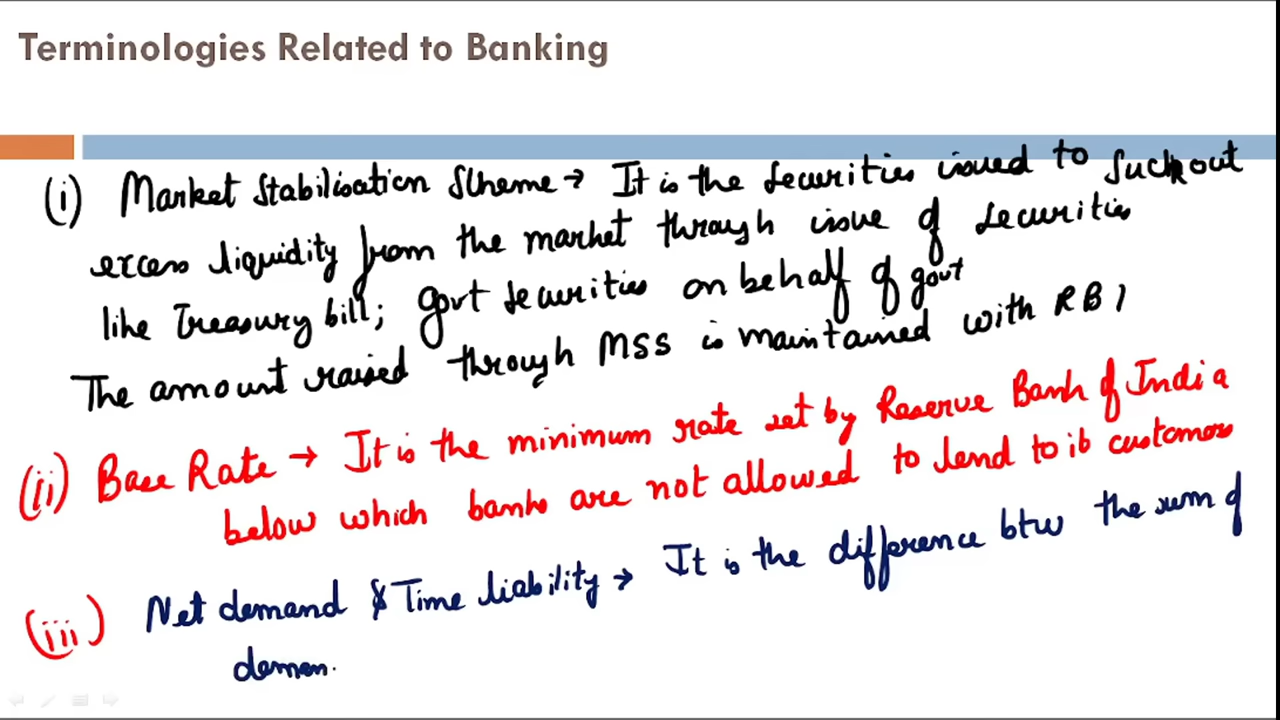 Terminologies Related to Banking
(i) Market Stabilisation Scheme → It is the securities issued to suck out
excess liquidity from the market through issue of securities
like Treasury bill; govt securities on behalf of govt
The amount raised through MSS is maintained with RBI
(ii) Base Rate → It is the minimum rate set by Reserve Bank of India
below which banks are not allowed to lend to its customers
(iii) Net demand & Time liability → It is the difference btw the sum of
deman